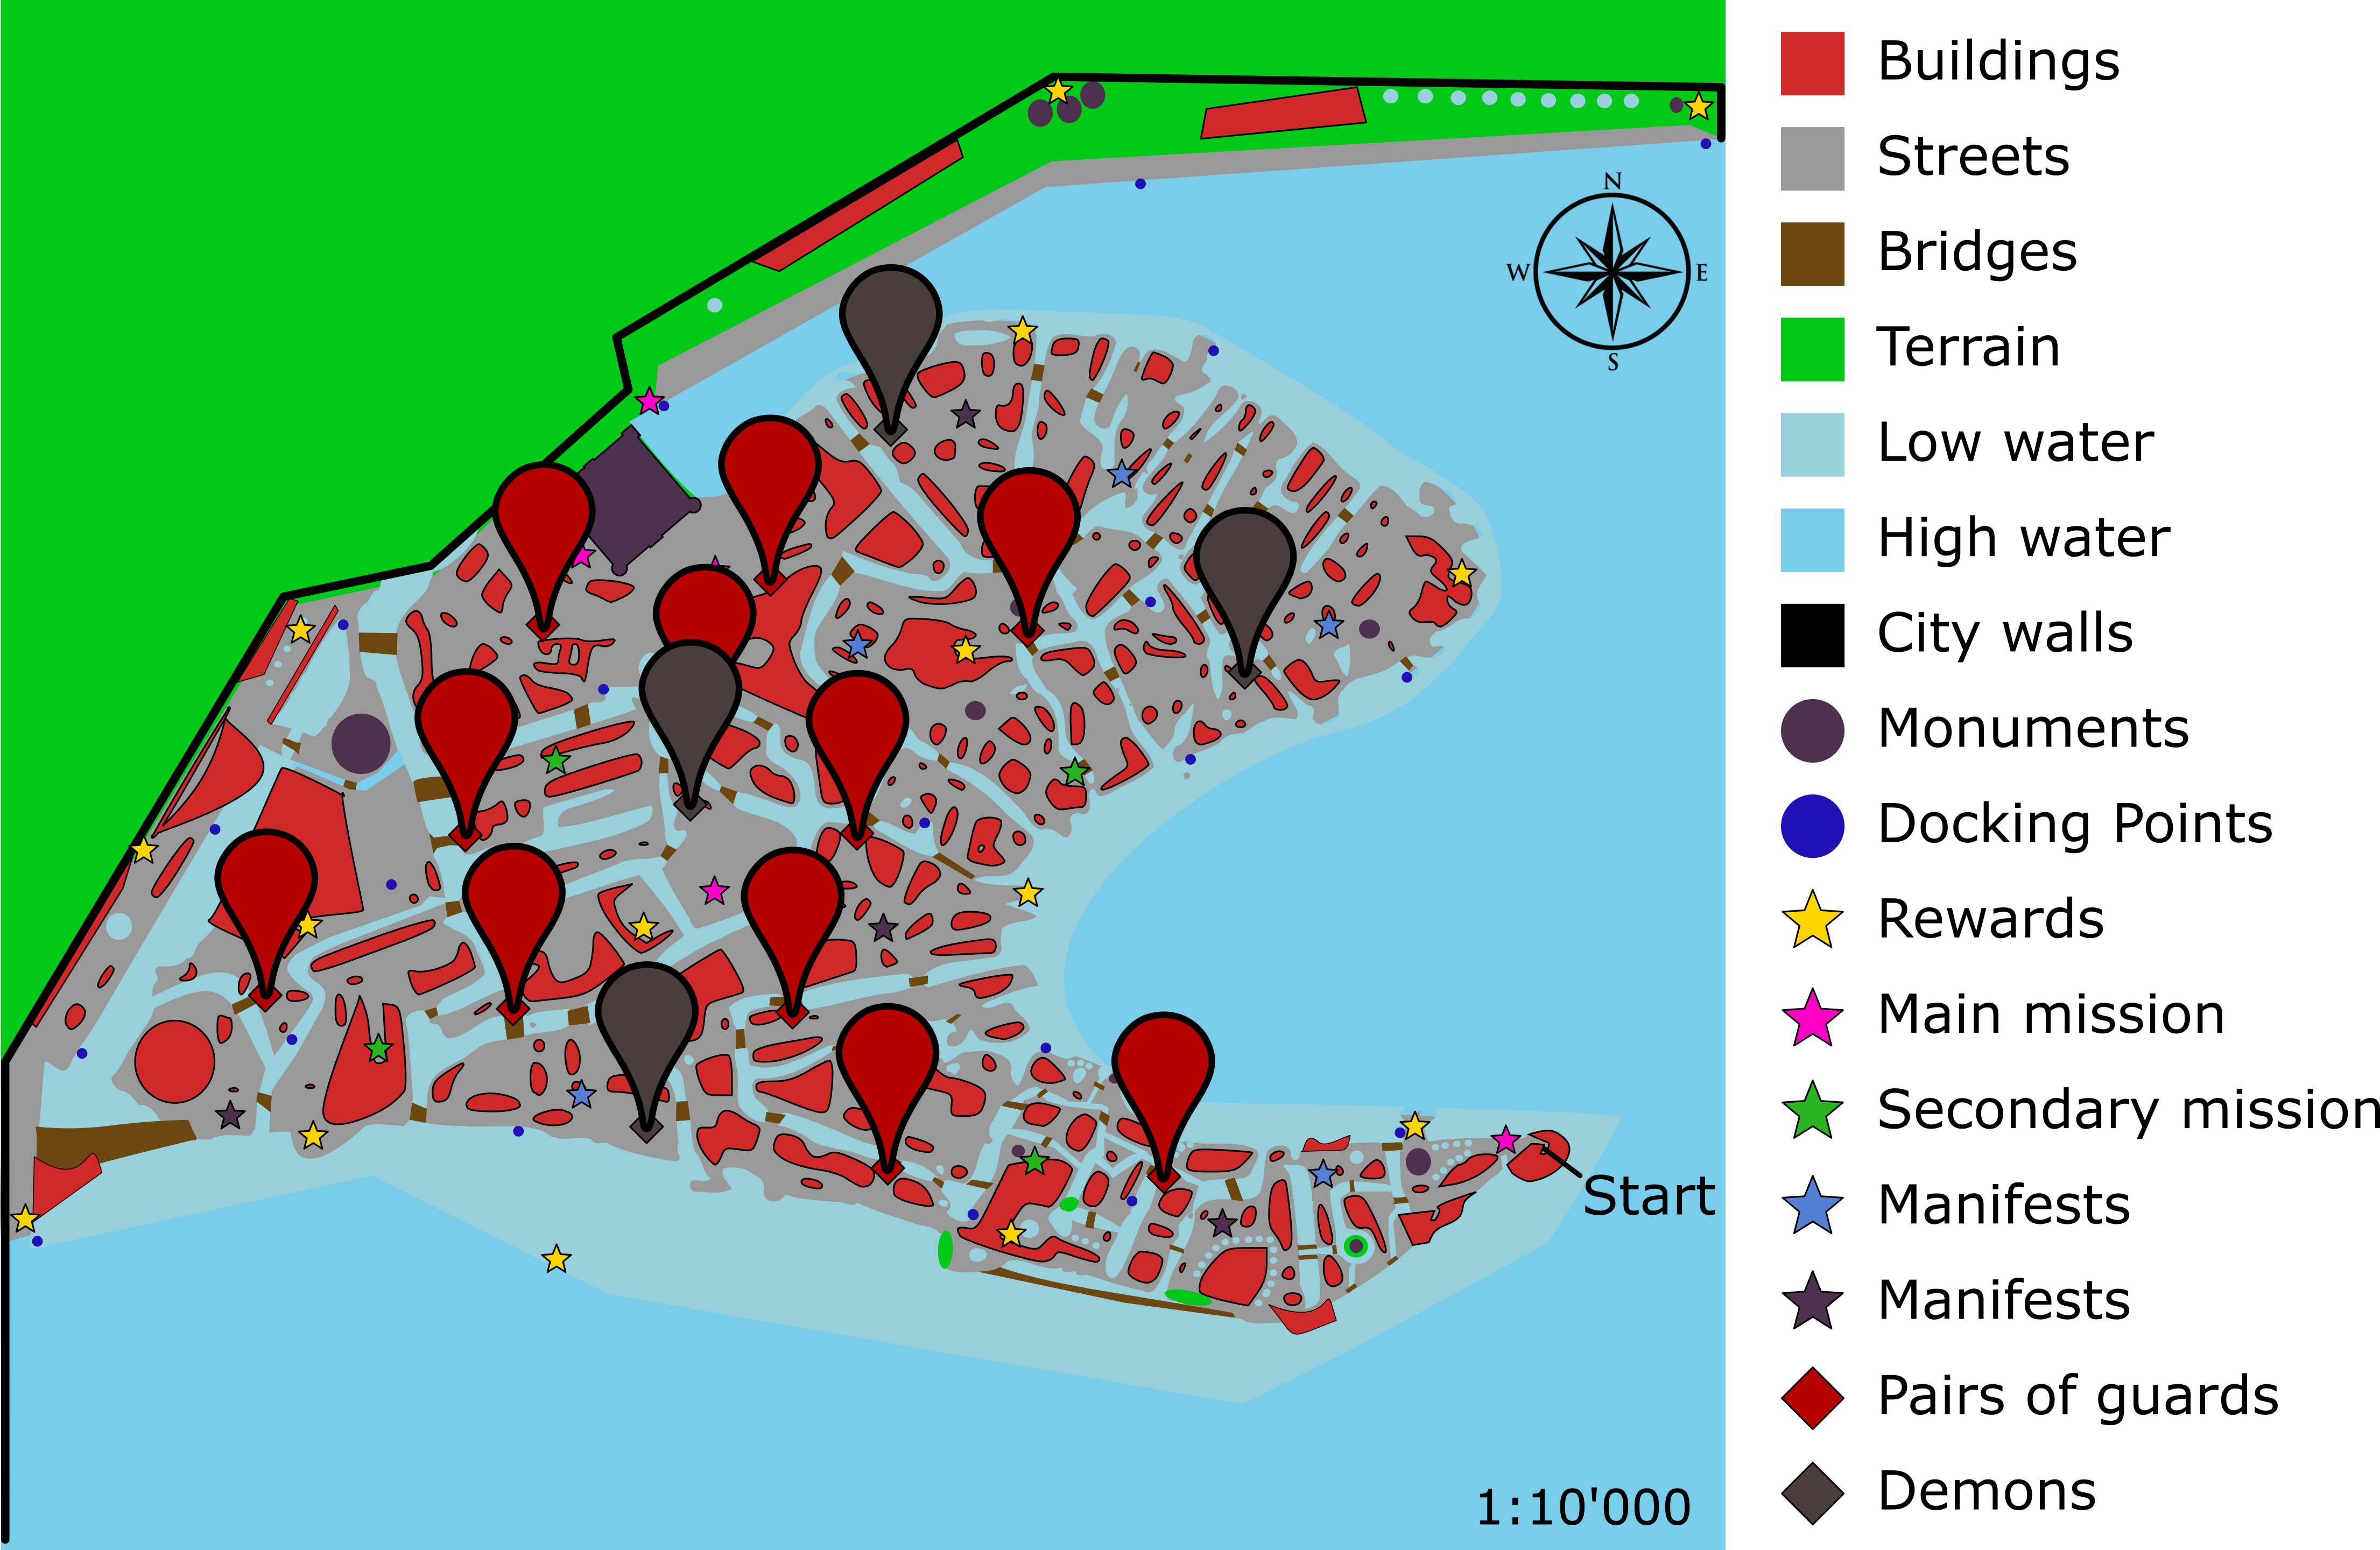 N
W
E
S
Start
1:10'000
Buildings
Streets
Bridges
Terrain
Low water
High water
City walls
Monuments
Docking Points
Rewards
Main mission
Secondary mission
Manifests
Manifests
Pairs of guards
Demons